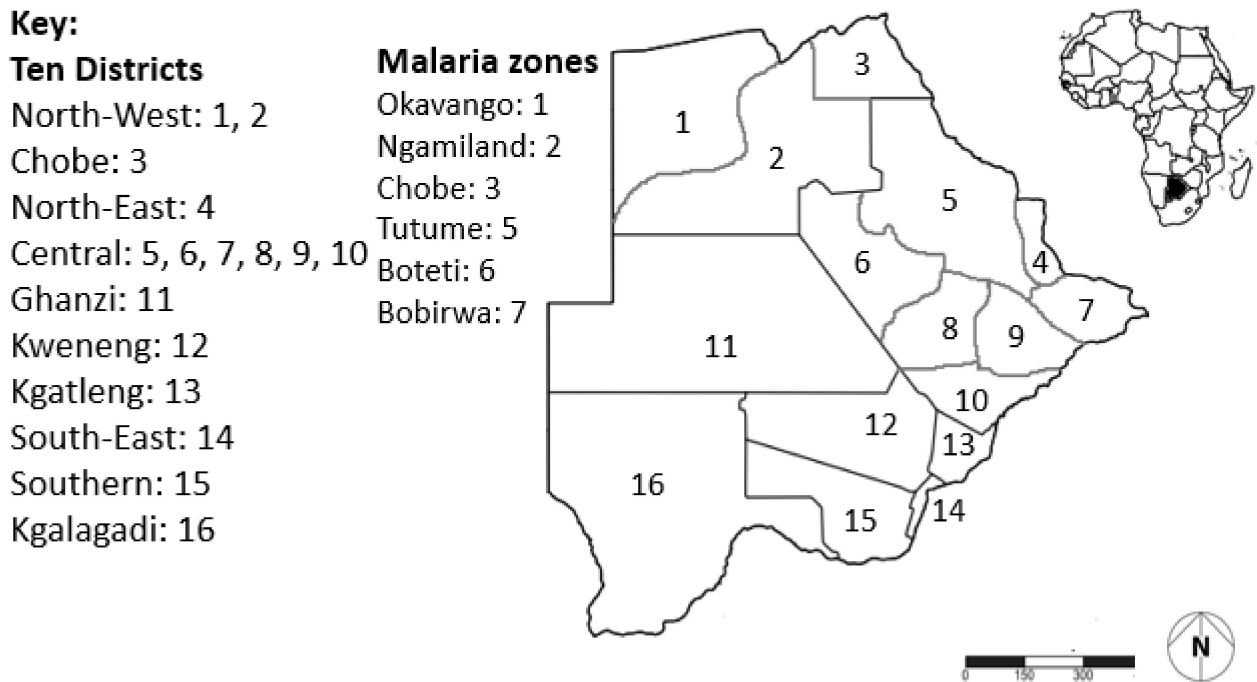 Key:
Ten Districts
North-West: 1, 2
Chobe: 3
North-East: 4
Central: 5, 6, 7, 8, 9, 10
Ghanzi: 11
Kweneng: 12
Kgatleng: 13
South-East: 14
Southern: 15
Kgalagadi: 16
Malaria zones
Okavango: 1
Ngamiland: 2
Chobe: 3
Tutume: 5
Boteti: 6
Bobirwa: 7
3
1
2
5
6
4
7
8
9
11
10
12
13
16
14
15
0 150 300
N